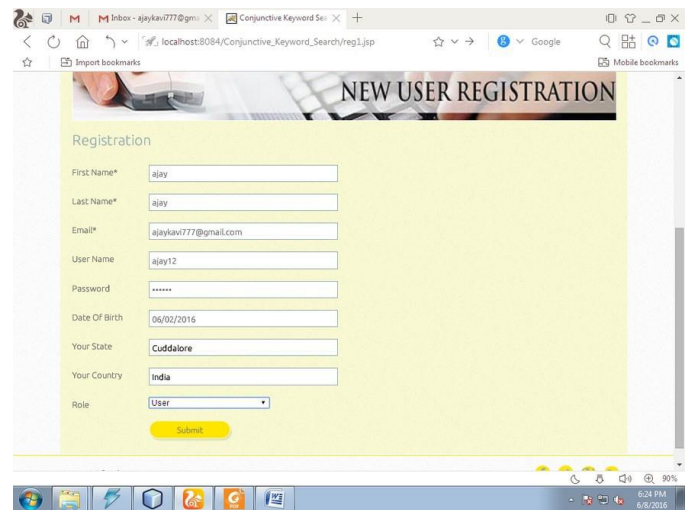 Inbox - ajaykavi777@gma
Conjunctive Keyword Sea
localhost:8084/Conjunctive_Keyword_Search/reg1.jsp
Google
Import bookmarks
Mobile bookmarks
NEW USER REGISTRATION
Registration
First Name* ajay
Last Name* ajay
Email* ajaykavi777@gmail.com
User Name ajay12
Password ••••••
Date Of Birth 06/02/2016
Your State Cuddalore
Your Country India
Role User
Submit
90%
6:24 PM
6/8/2016